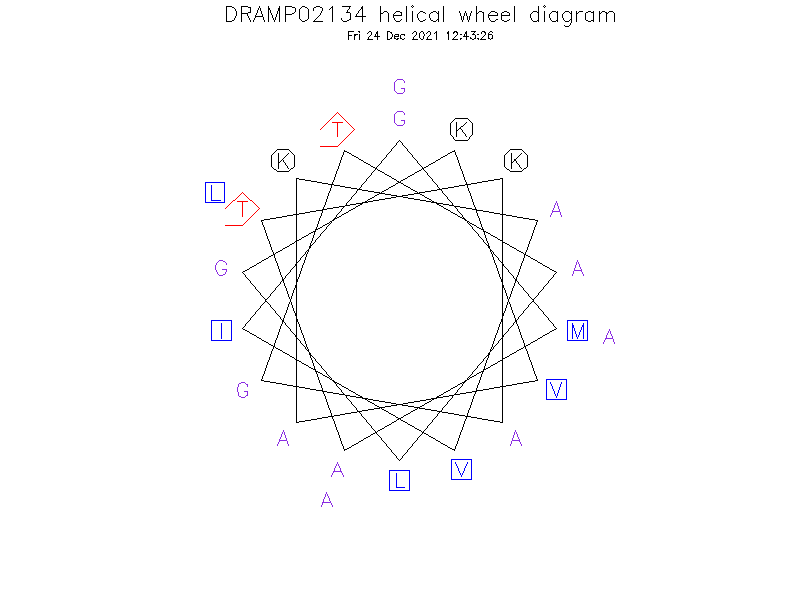 DRAMP02134 helical wheel diagram
Fri 24 Dec 2021 12:43:26
G
T G K
K K
L T A
G A
I M A
G V
A A
A L V
A